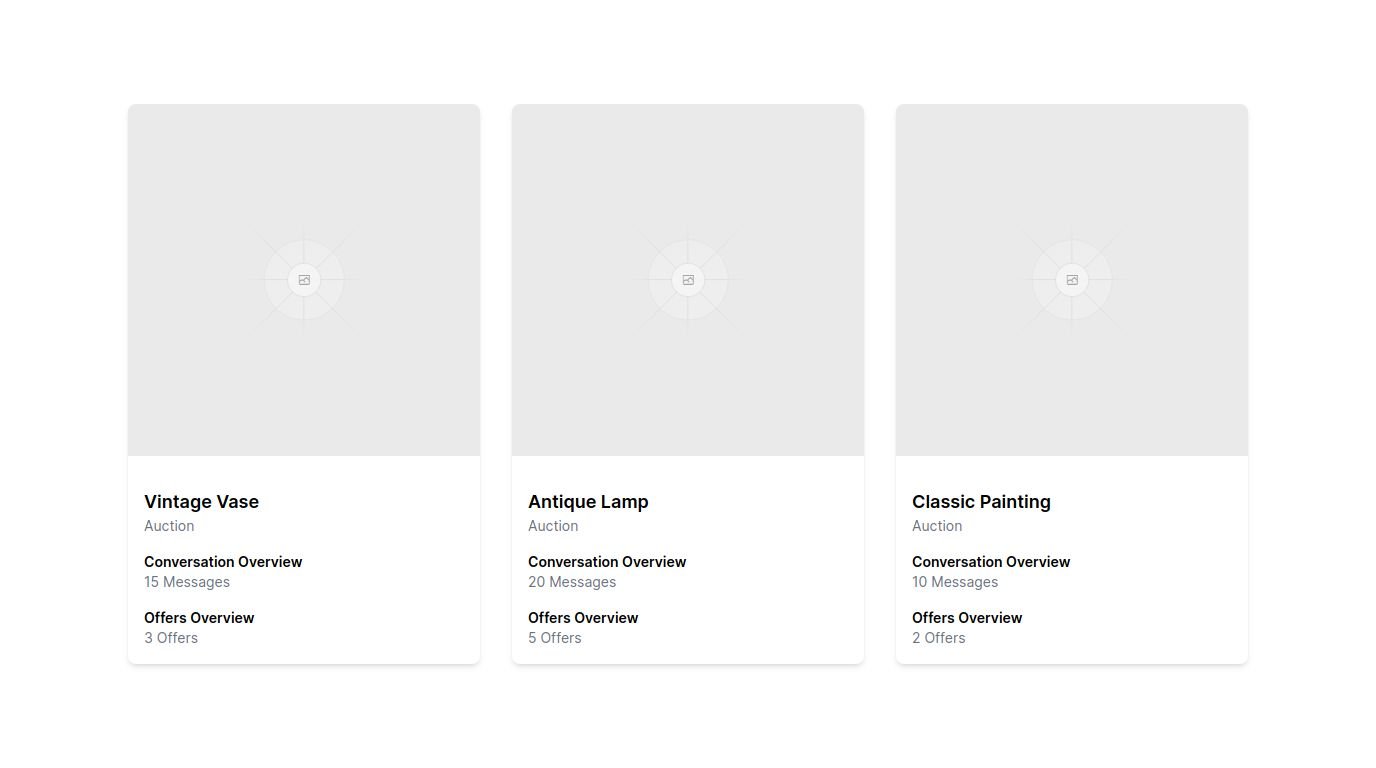 Vintage Vase
Auction
Conversation Overview
15 Messages
Offers Overview
3 Offers
Antique Lamp
Auction
Conversation Overview
20 Messages
Offers Overview
5 Offers
Classic Painting
Auction
Conversation Overview
10 Messages
Offers Overview
2 Offers